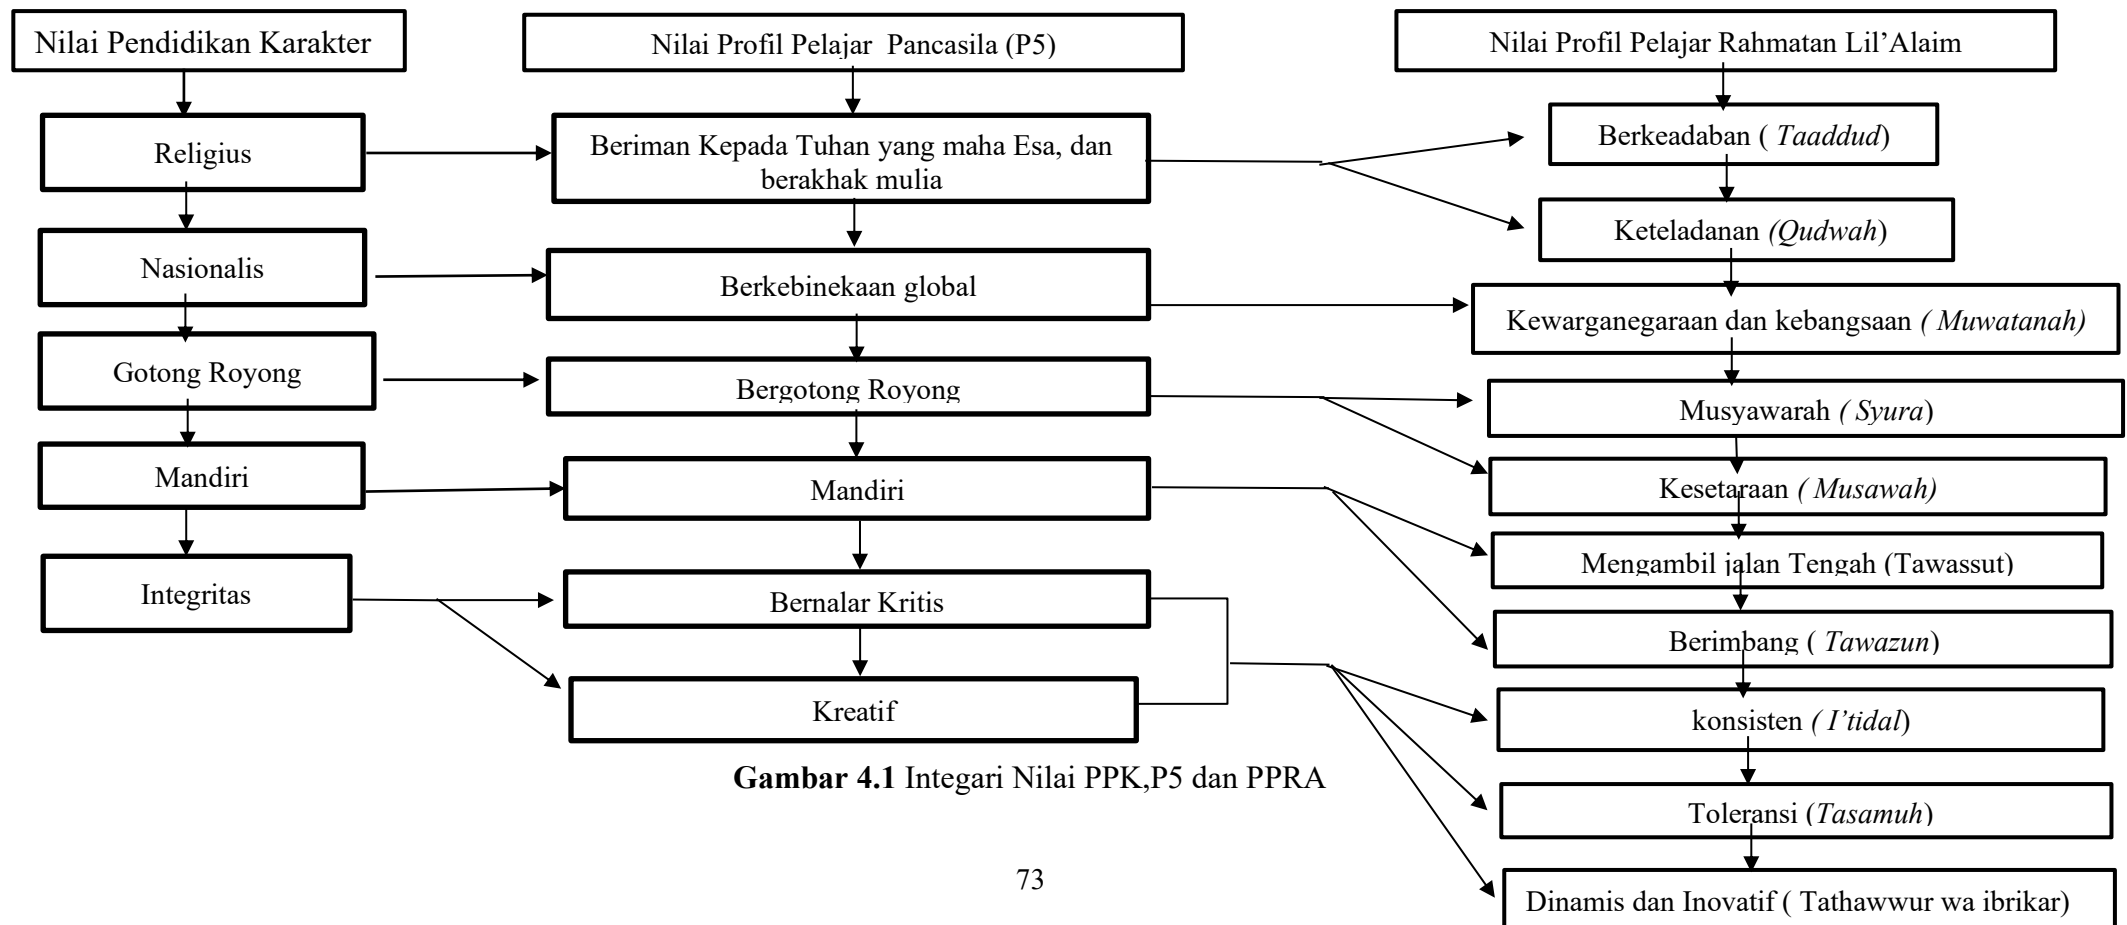 Nilai Pendidikan Karakter
Religius
Nasionalis
Gotong Royong
Mandiri
Integritas
Nilai Profil Pelajar Pancasila (P5)
Beriman Kepada Tuhan yang maha Esa, dan
berakhak mulia
Berkebinekaan global
Bergotong Royong
Mandiri
Bernalar Kritis
Kreatif
Nilai Profil Pelajar Rahmatan Lil’Alaim
Berkeadaban ( Taaddud)
Keteladanan (Qudwah)
Kewarganegaraan dan kebangsaan ( Muwatanah)
Musyawarah ( Syura)
Kesetaraan ( Musawah)
Mengambil jalan Tengah (Tawassut)
Berimbang ( Tawazun)
konsisten ( I’tidal)
Toleransi (Tasamuh)
Dinamis dan Inovatif ( Tathawwur wa ibrikar)
Gambar 4.1 Integari Nilai PPK,P5 dan PPRA
73